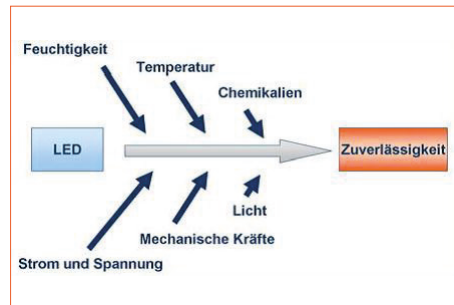 Feuchtigkeit
Temperatur
Chemikalien
LED
Zuverlässigkeit
Licht
Mechanische Kräfte
Strom und Spannung